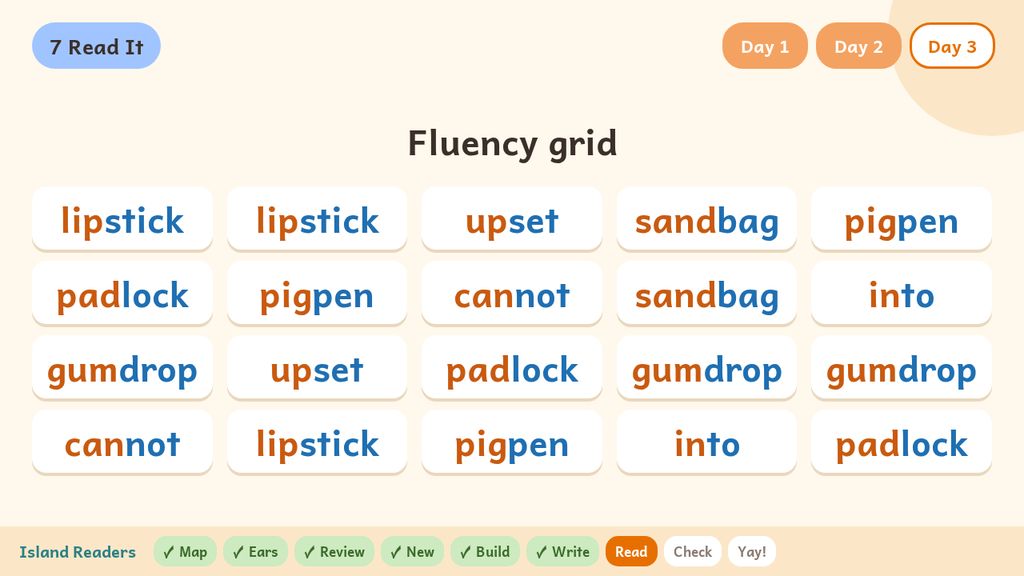 7 Read It
Day 1 Day 2 Day 3
Fluency grid
lipstick lipstick upset sandbag pigpen
padlock pigpen cannot sandbag into
gumdrop upset padlock gumdrop gumdrop
cannot lipstick pigpen into padlock
Island Readers ✓ Map ✓ Ears ✓ Review ✓ New ✓ Build ✓ Write Read Check Yay!